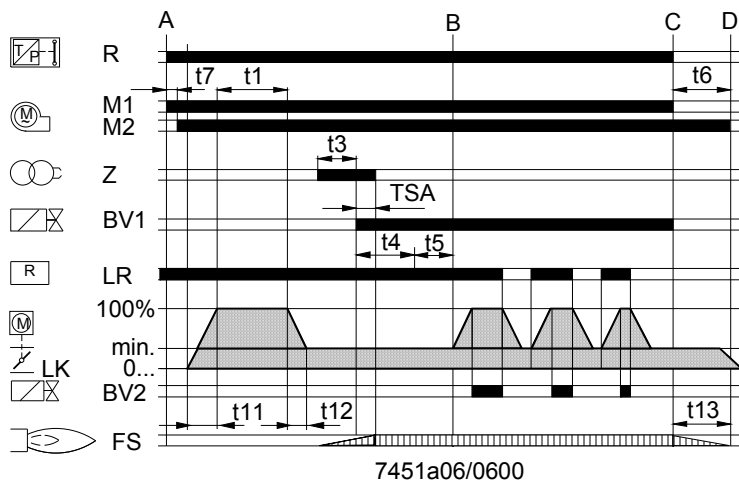 A B C D
T/P R
t7 t1 t6
M1
M M2
t3
Z
TSA
BV1
t4 t5
R LR
100%
M
min.
LK 0...
BV2
t11 t12 t13
FS
7451a06/0600